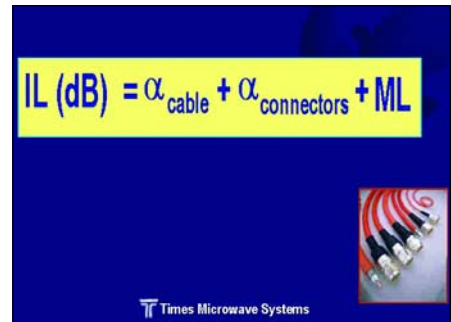 IL (dB) = α cable + α connectors + ML
Times Microwave Systems